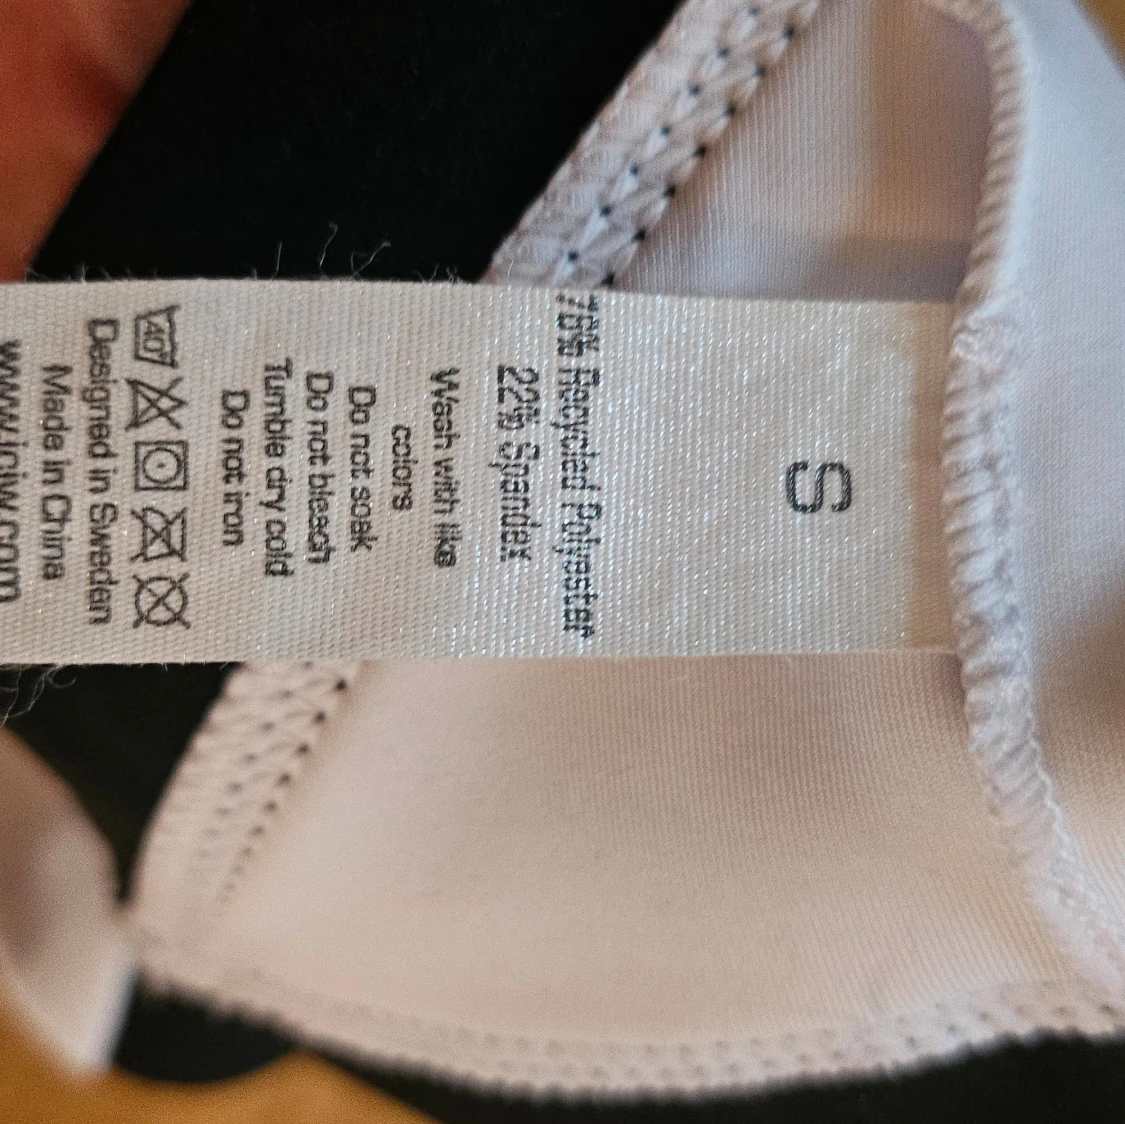 S
78% Recycled Polyester
22% Spandex
Wash with like
colors
Do not soak
Do not bleach
Tumble dry cold
Do not iron
40
Designed in Sweden
Made in China